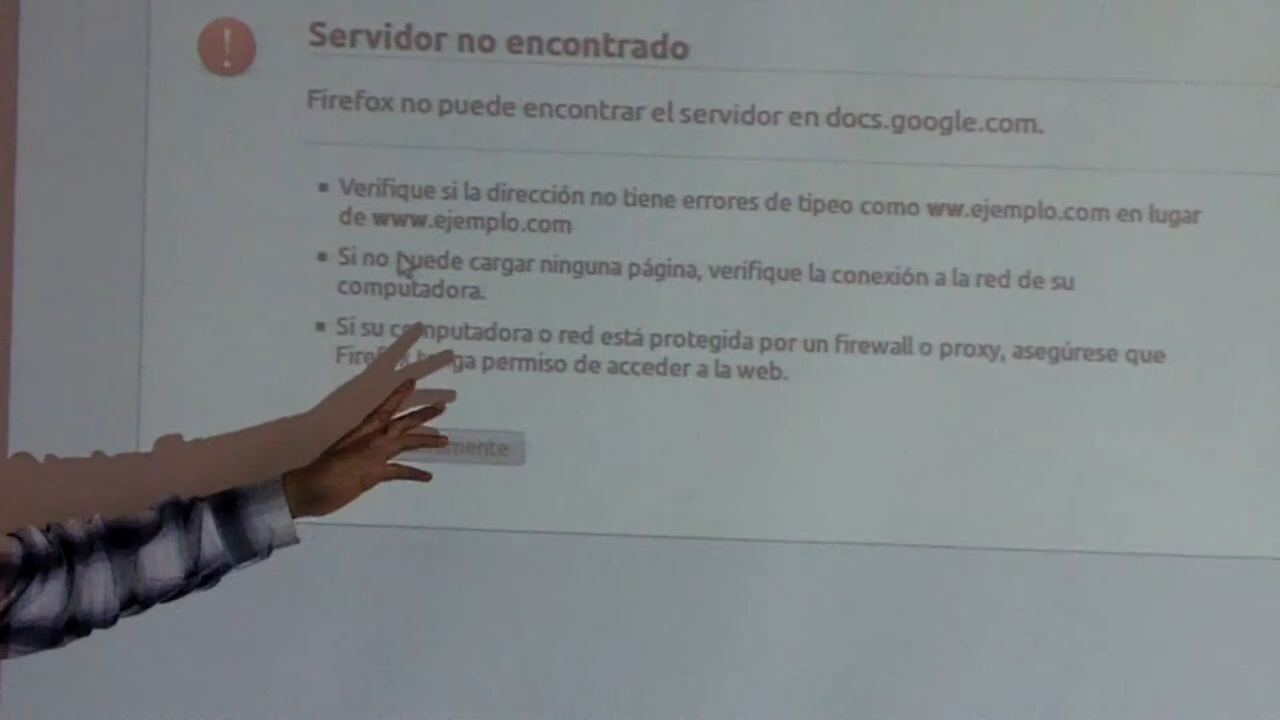 Servidor no encontrado
Firefox no puede encontrar el servidor en docs.google.com.
Verifique si la dirección no tiene errores de tipeo como ww.ejemplo.com en lugar
de www.ejemplo.com
Si no puede cargar ninguna página, verifique la conexión a la red de su
computadora.
Si su computadora o red está protegida por un firewall o proxy, asegúrese que
Firefox tenga permiso de acceder a la web.